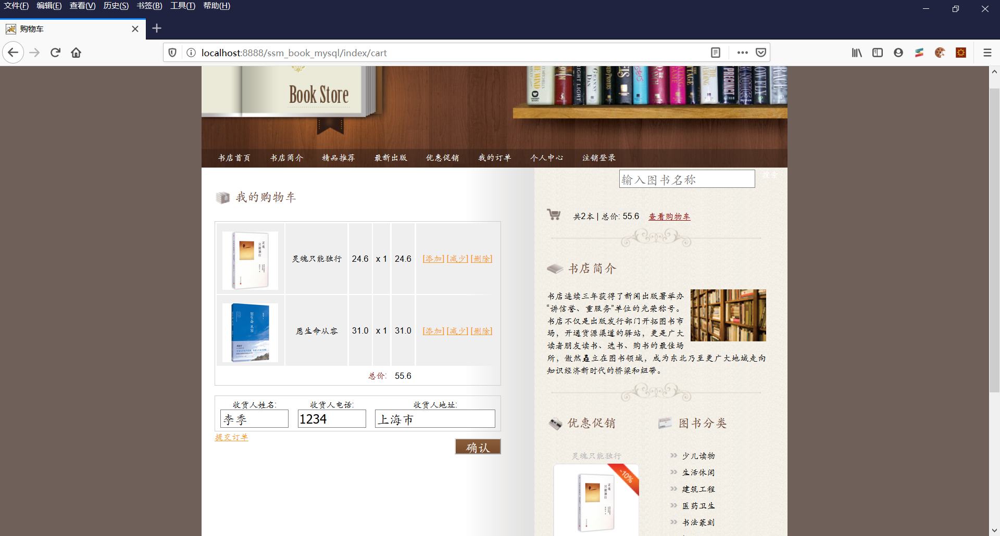 文件(F) 编辑(E) 查看(V) 历史(S) 书签(B) 工具(T) 帮助(H)
购物车
localhost:8888/ssm_book_mysql/index/cart
Book Store
书店首页 书店简介 精品推荐 最新出版 优惠促销 我的订单 个人中心 注销登录
输入图书名称 搜索
我的购物车
共2本 | 总价: 55.6 查看购物车
灵魂只能独行 24.6 x 1 24.6 [添加] [减少] [删除]
愿生命从容 31.0 x 1 31.0 [添加] [减少] [删除]
总价: 55.6
收货人姓名: 收货人电话: 收货人地址:
李季 1234 上海市
提交订单
确认
书店简介
书店连续三年获得了新闻出版署举办
“讲信誉、重服务”单位的光荣称号。
书店不仅是出版发行部门开拓图书市
场，开通货源渠道的驿站，更是广大
读者朋友读书、选书、购书的最佳场
所，傲然矗立在图书领域，成为东北乃至更广大地域走向
知识经济新时代的桥梁和纽带。
优惠促销
灵魂只能独行
-10%
灵魂
只能独行
图书分类
少儿读物
生活休闲
建筑工程
医药卫生
书法篆刻